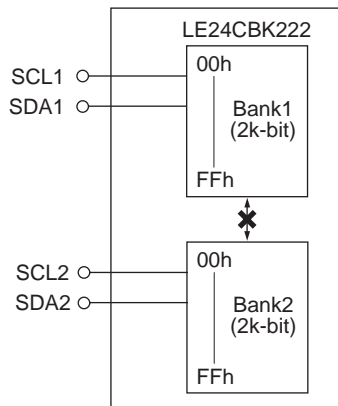 LE24CBK222
SCL1
SDA1
00h
Bank1
(2k-bit)
FFh
SCL2
SDA2
00h
Bank2
(2k-bit)
FFh